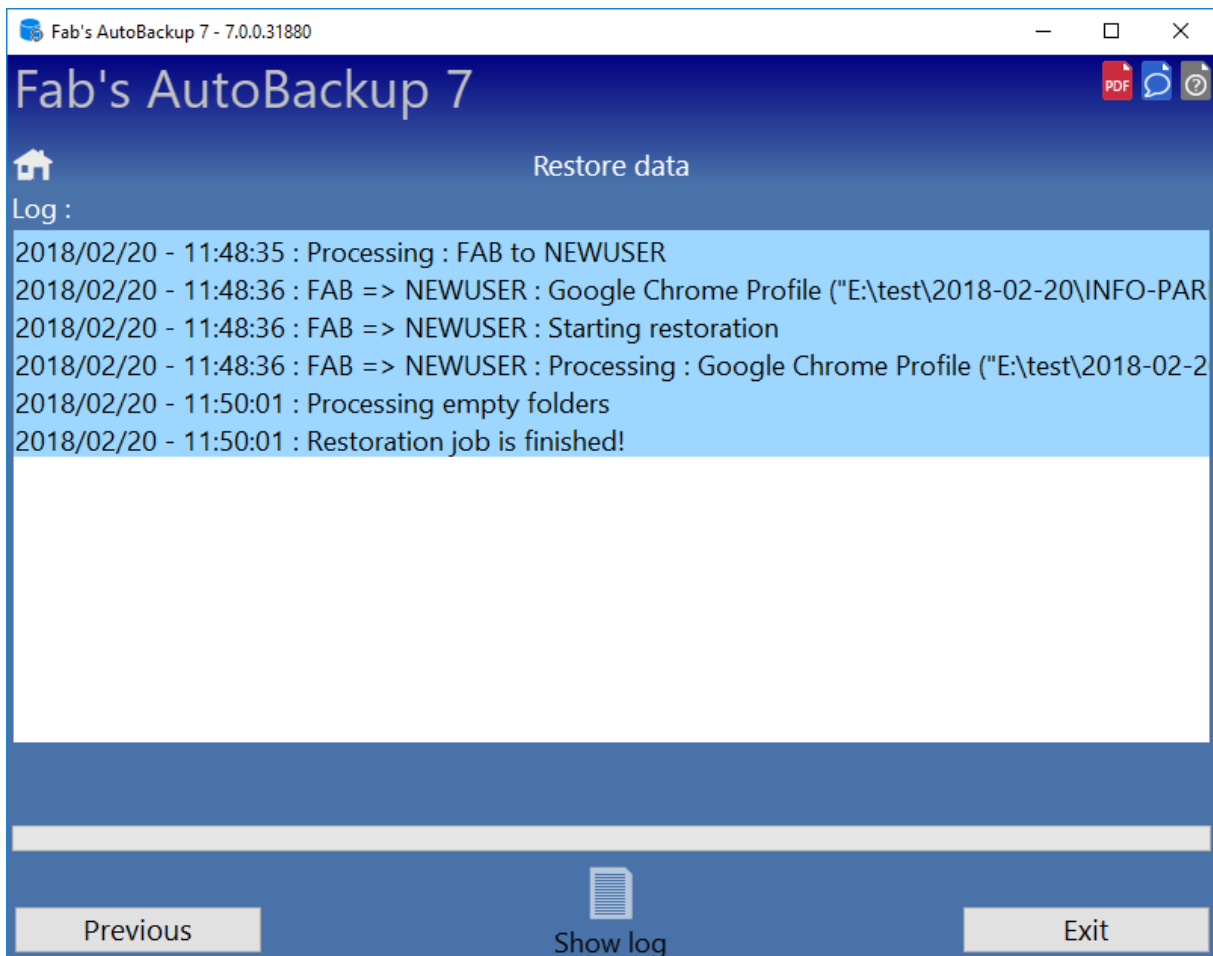 Fab's AutoBackup 7 - 7.0.0.31880
Fab's AutoBackup 7
PDF
?
Restore data
Log :
2018/02/20 - 11:48:35 : Processing : FAB to NEWUSER
2018/02/20 - 11:48:36 : FAB => NEWUSER : Google Chrome Profile ("E:\test\2018-02-20\INFO-PAR
2018/02/20 - 11:48:36 : FAB => NEWUSER : Starting restoration
2018/02/20 - 11:48:36 : FAB => NEWUSER : Processing : Google Chrome Profile ("E:\test\2018-02-2
2018/02/20 - 11:50:01 : Processing empty folders
2018/02/20 - 11:50:01 : Restoration job is finished!
Previous
Show log
Exit